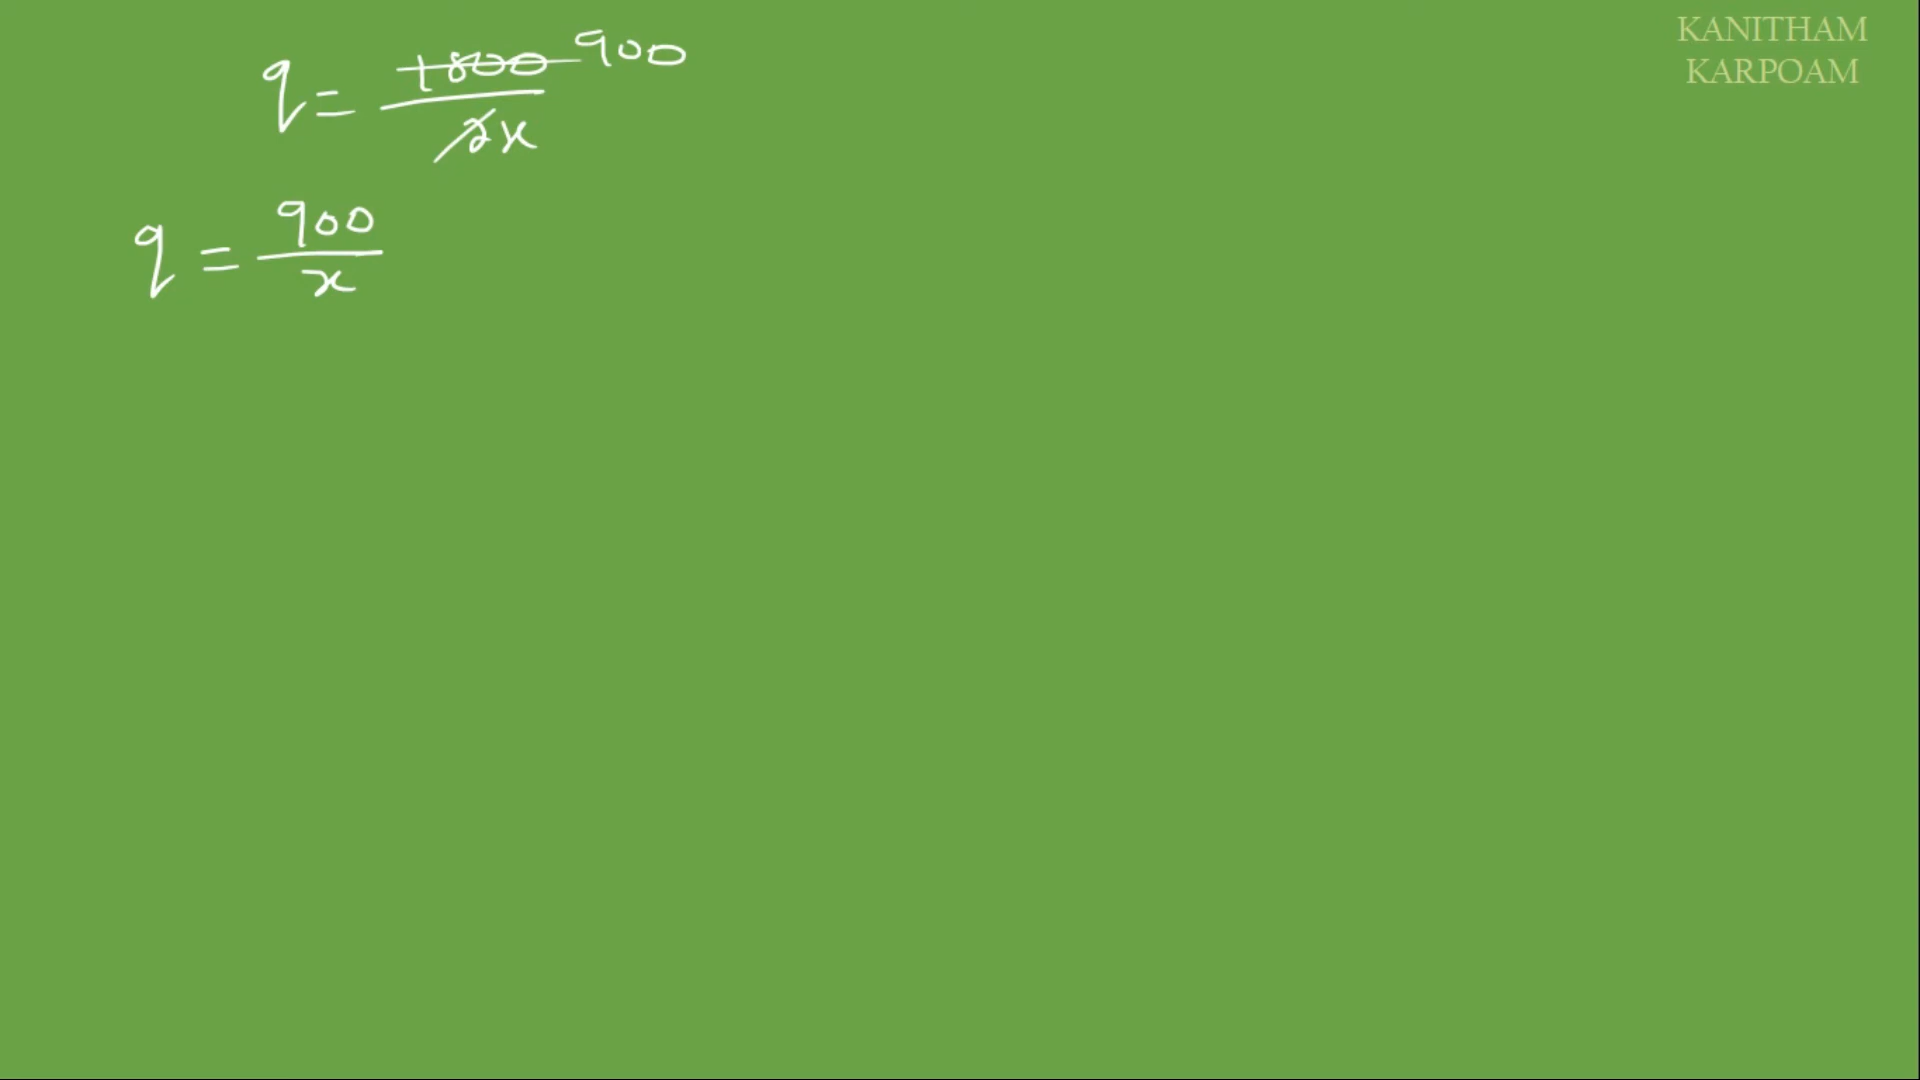 q = 1800 900
2x
q = 900
x
KANITHAM
KARPOAM